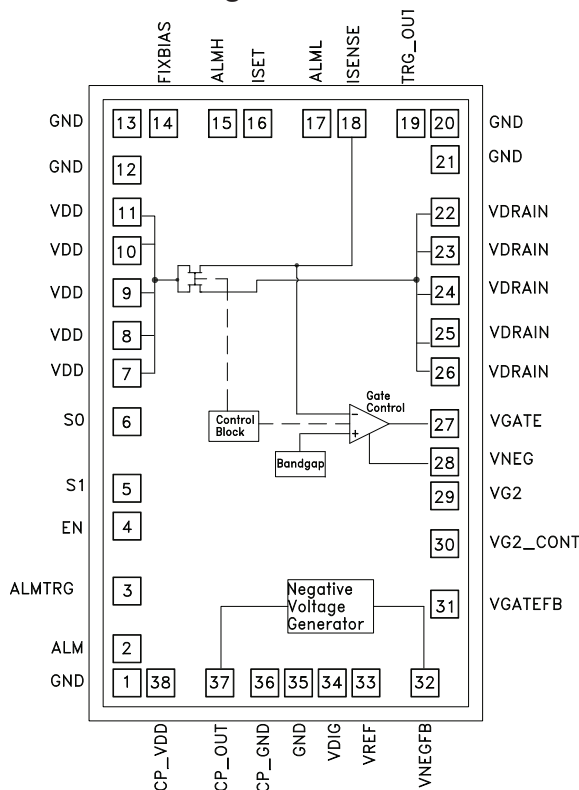 FIXBIAS
ALMH
ISET
ALML
ISENSE
TRG_OUT
GND 13 14 15 16 17 18 19 20 GND
GND 12 21 GND
VDD 11 22 VDRAIN
VDD 10 23 VDRAIN
VDD 9 24 VDRAIN
VDD 8 25 VDRAIN
VDD 7 26 VDRAIN
Gate
Control
S0 6 27 VGATE
-
+
Control
Block
Bandgap
28 VNEG
S1 5 29 VG2
EN 4 30 VG2_CONT
ALMTRG 3 31 VGATEFB
Negative
Voltage
Generator
ALM 2
GND 1 38 37 36 35 34 33 32
CP_VDD
CP_OUT
CP_GND
GND
VDIG
VREF
VNEGFB